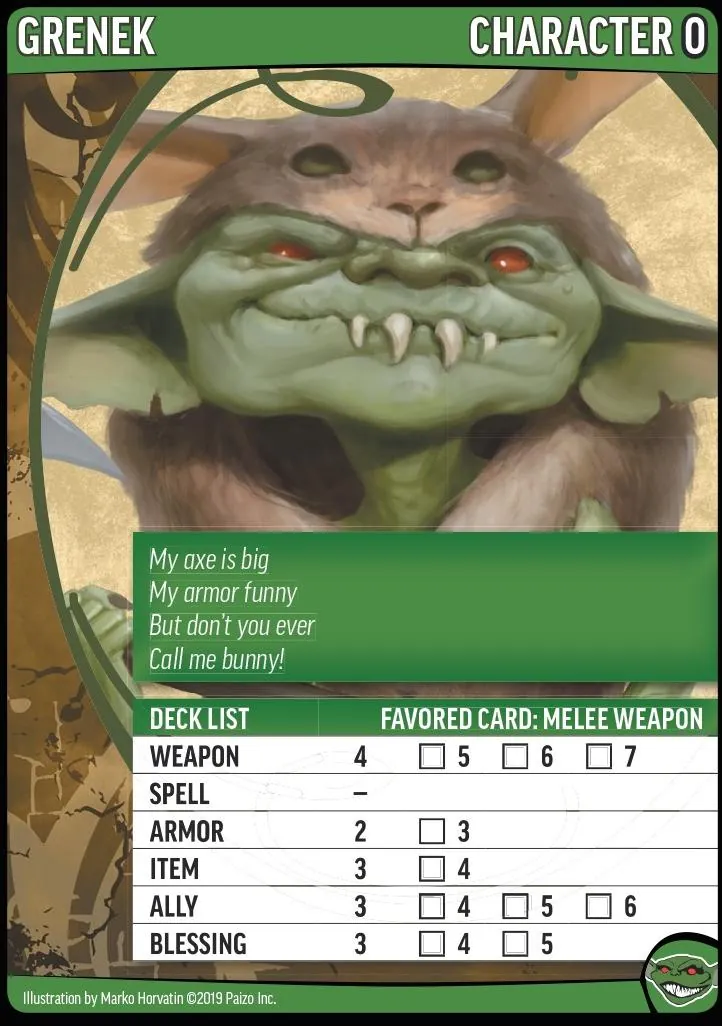 GRENEK CHARACTER 0
My axe is big
My armor funny
But don't you ever
Call me bunny!
DECK LIST FAVORED CARD: MELEE WEAPON
WEAPON 4 ☐ 5 ☐ 6 ☐ 7
SPELL –
ARMOR 2 ☐ 3
ITEM 3 ☐ 4
ALLY 3 ☐ 4 ☐ 5 ☐ 6
BLESSING 3 ☐ 4 ☐ 5
Illustration by Marko Horvatin ©2019 Paizo Inc.